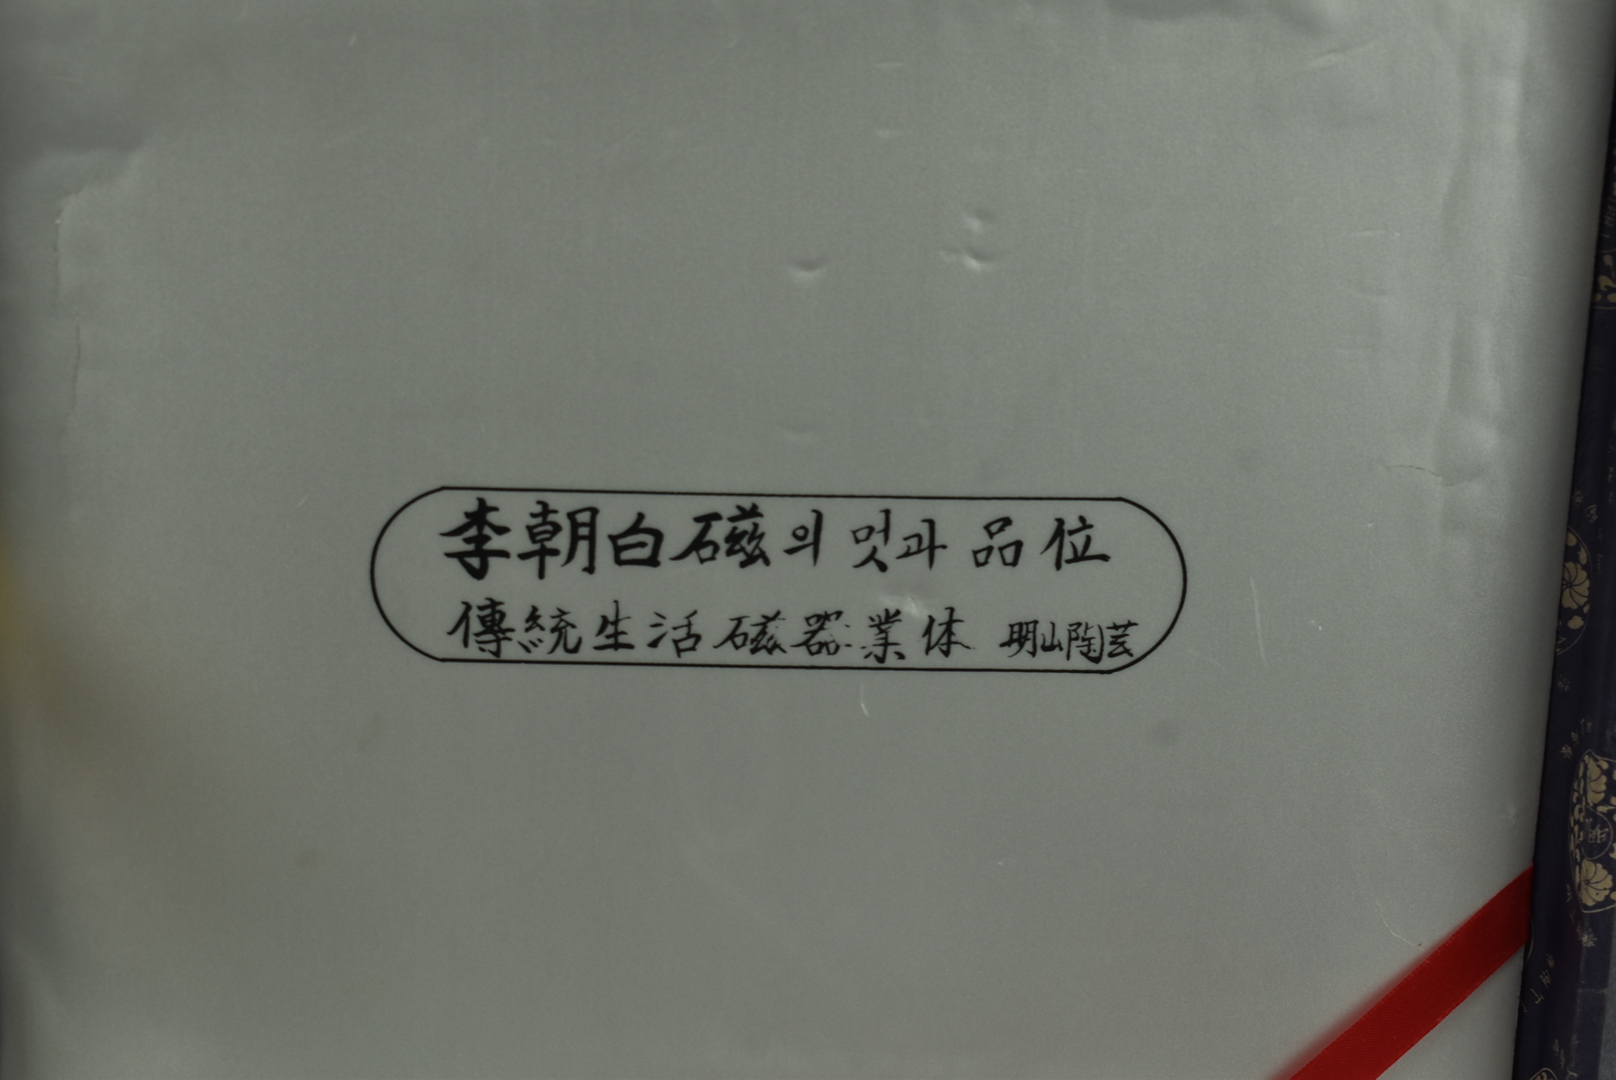 李朝白磁의 멋과 品位
傳統生活磁器業体 明山陶芸